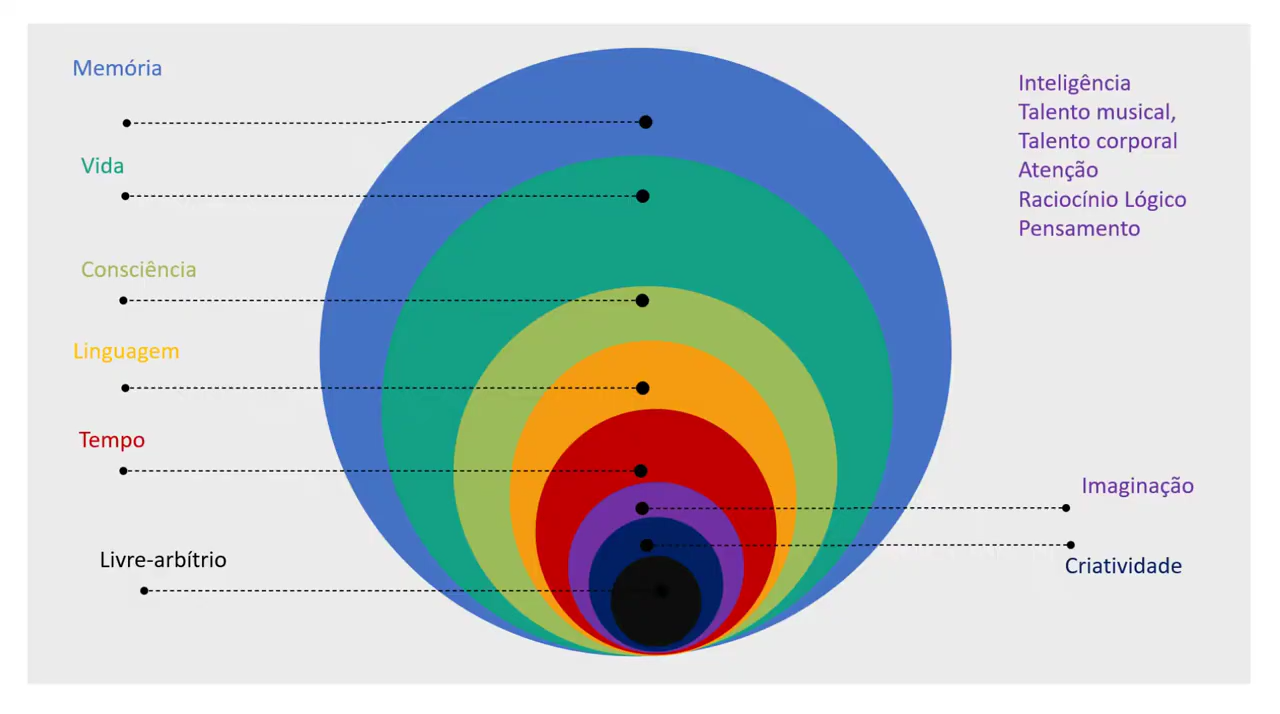 Memória
Vida
Consciência
Linguagem
Tempo
Livre-arbítrio
Inteligência
Talento musical,
Talento corporal
Atenção
Raciocínio Lógico
Pensamento
Imaginação
Criatividade